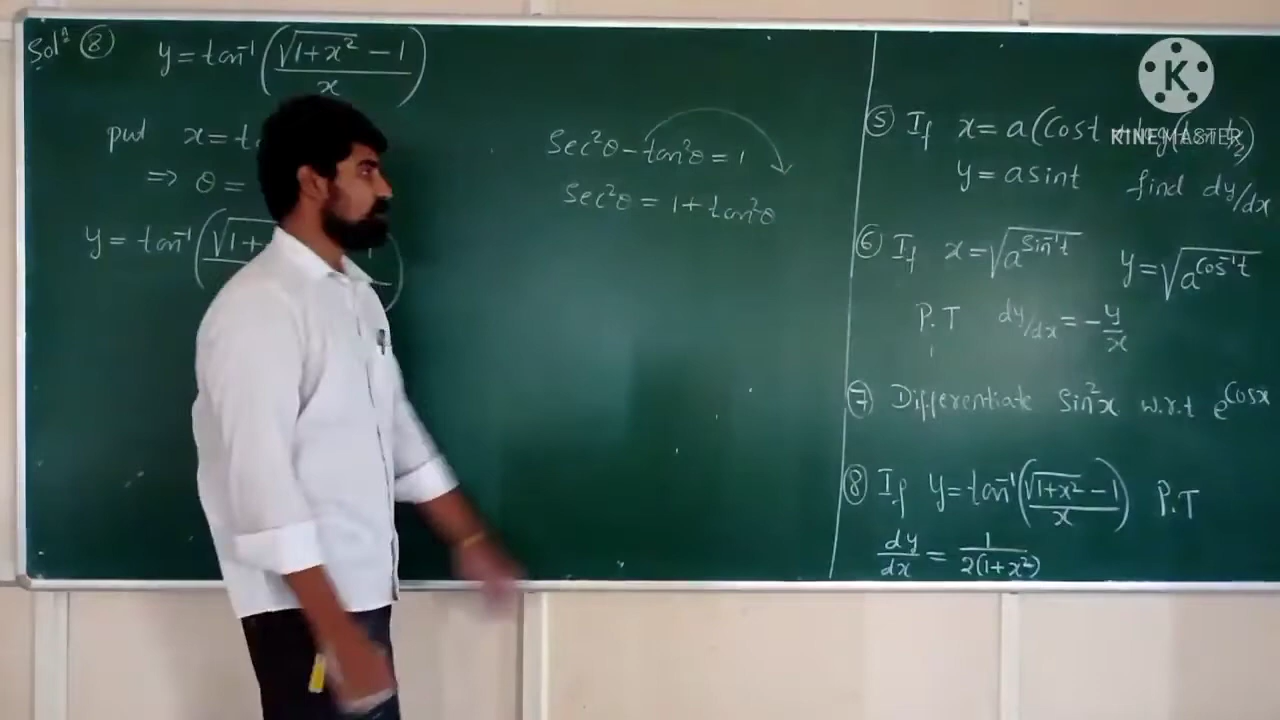 Sol² ⑧ y = tan⁻¹(√(1+x²) - 1 / x)
put x = t
⇒ θ =
y = tan⁻¹(√(1+
Sec²θ - tan²θ = 1
Sec²θ = 1 + tan²θ
⑤ If x = a(Cost +
KINEMASTER
y = a sint find dy/dx
⑥ If x = √(a^(Sin⁻¹t)) y = √(a^(Cos⁻¹t))
P.T dy/dx = -y/x
⑦ Differentiate Sin²x w.r.t e^(Cosx)
⑧ If y = tan⁻¹(√(1+x²) - 1 / x) P.T
dy/dx = 1/2(1+x²)
K